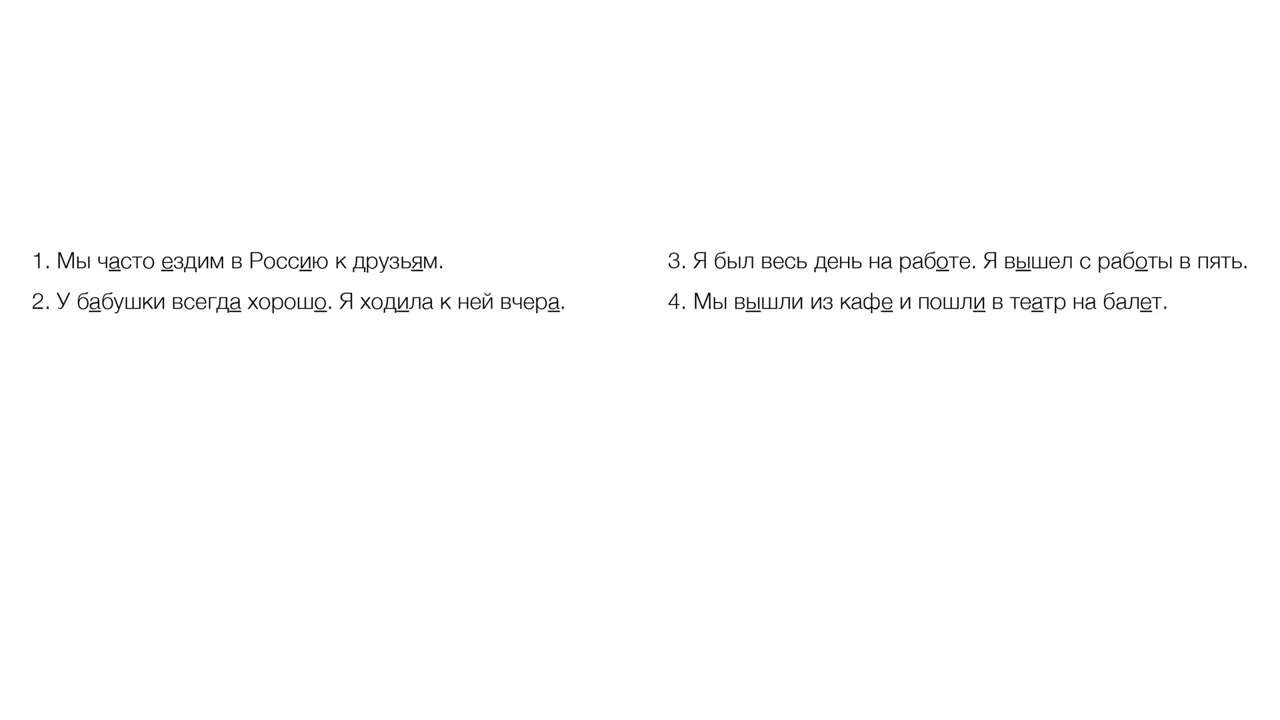 1. Мы часто ездим в Россию к друзьям.
2. У бабушки всегда хорошо. Я ходила к ней вчера.
3. Я был весь день на работе. Я вышел с работы в пять.
4. Мы вышли из кафе и пошли в театр на балет.